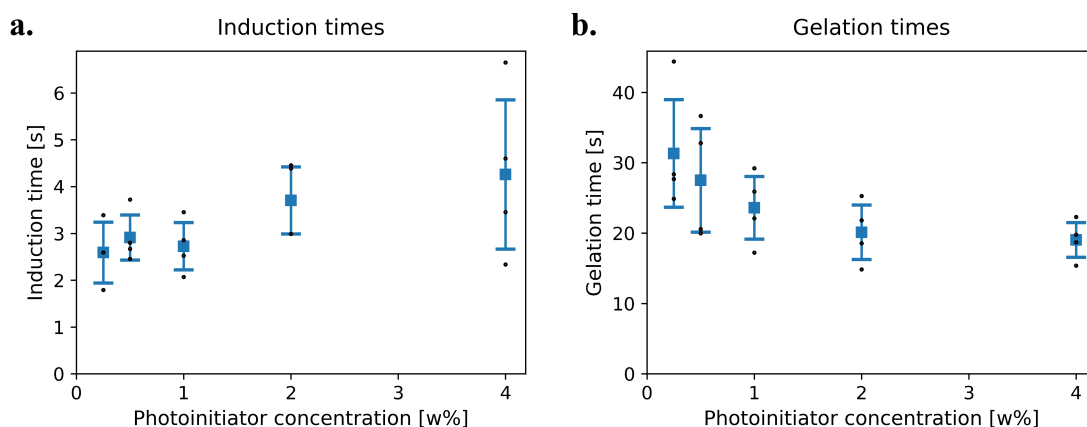 a.
Induction times
Induction time [s]
6
5
4
3
2
1
0
0 1 2 3 4
Photoinitiator concentration [w%]
b.
Gelation times
Gelation time [s]
40
30
20
10
0
0 1 2 3 4
Photoinitiator concentration [w%]